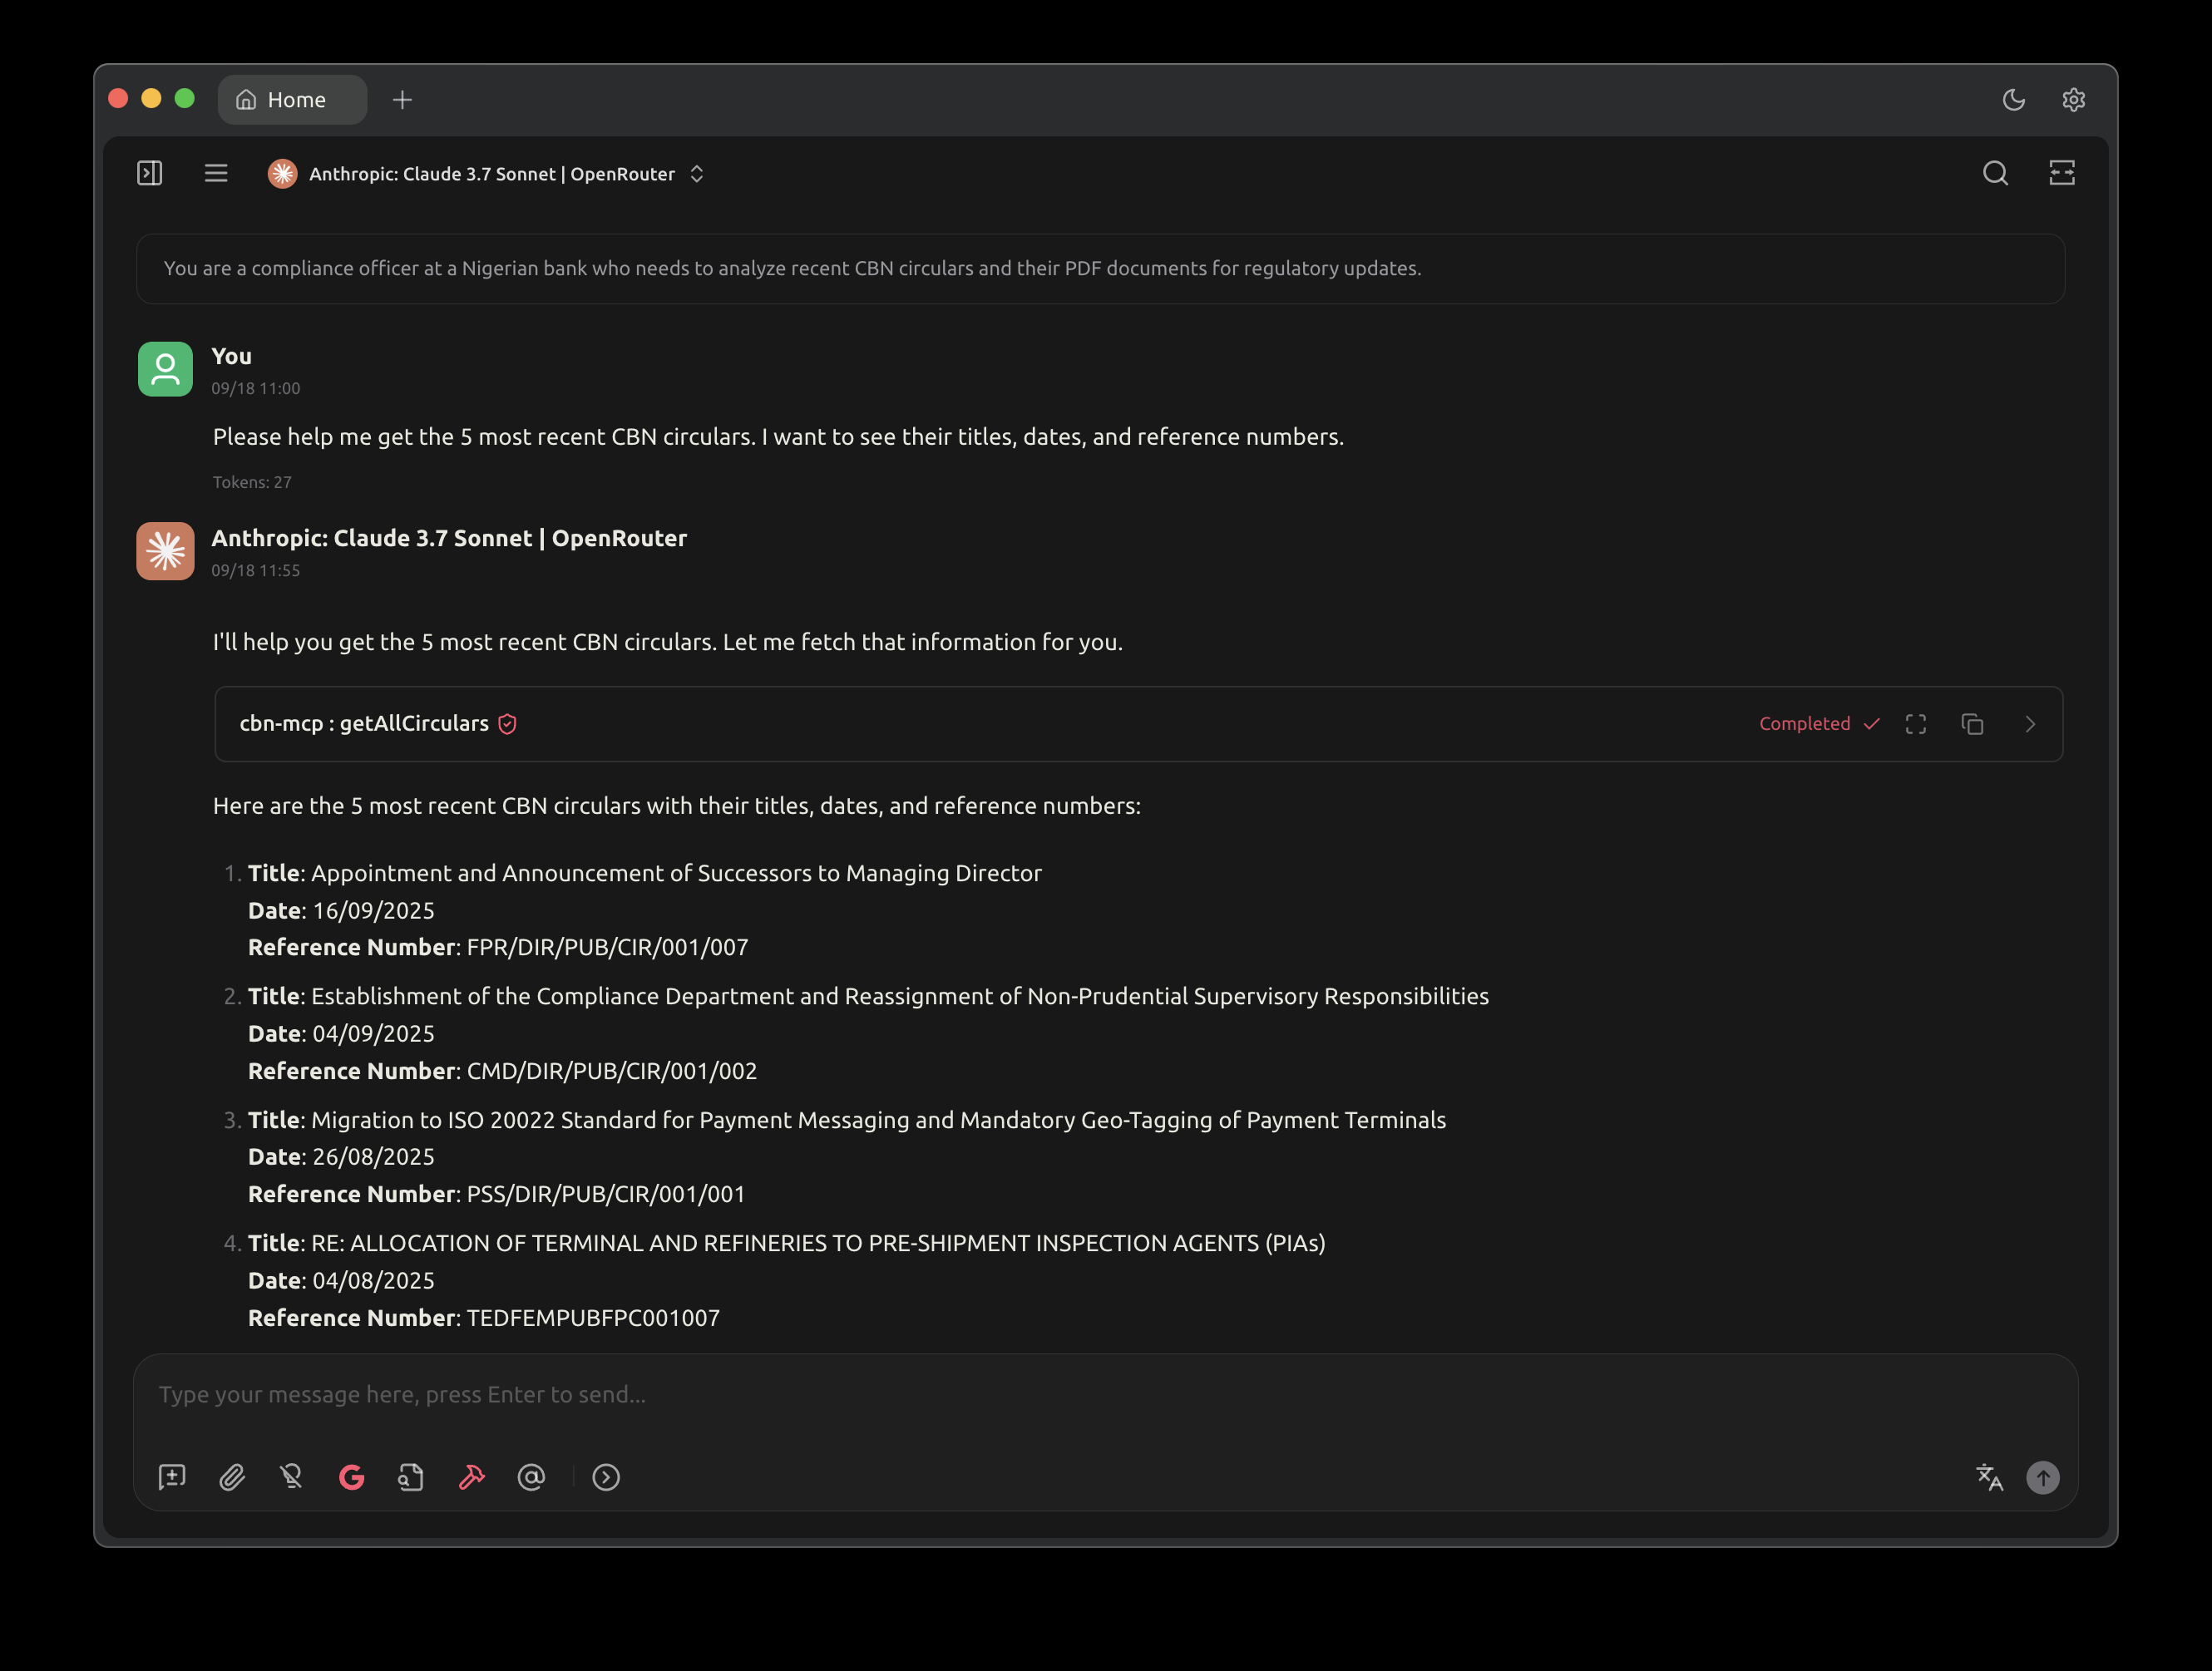 Home
Anthropic: Claude 3.7 Sonnet | OpenRouter
You are a compliance officer at a Nigerian bank who needs to analyze recent CBN circulars and their PDF documents for regulatory updates.
You
09/18 11:00
Please help me get the 5 most recent CBN circulars. I want to see their titles, dates, and reference numbers.
Tokens: 27
Anthropic: Claude 3.7 Sonnet | OpenRouter
09/18 11:55
I'll help you get the 5 most recent CBN circulars. Let me fetch that information for you.
cbn-mcp : getAllCirculars Completed
Here are the 5 most recent CBN circulars with their titles, dates, and reference numbers:
1. Title: Appointment and Announcement of Successors to Managing Director
Date: 16/09/2025
Reference Number: FPR/DIR/PUB/CIR/001/007
2. Title: Establishment of the Compliance Department and Reassignment of Non-Prudential Supervisory Responsibilities
Date: 04/09/2025
Reference Number: CMD/DIR/PUB/CIR/001/002
3. Title: Migration to ISO 20022 Standard for Payment Messaging and Mandatory Geo-Tagging of Payment Terminals
Date: 26/08/2025
Reference Number: PSS/DIR/PUB/CIR/001/001
4. Title: RE: ALLOCATION OF TERMINAL AND REFINERIES TO PRE-SHIPMENT INSPECTION AGENTS (PIAs)
Date: 04/08/2025
Reference Number: TEDFEMPUBFPC001007
Type your message here, press Enter to send...